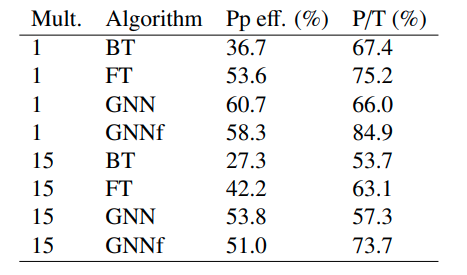 Mult. Algorithm Pp eff. (%) P/T (%)
1 BT 36.7 67.4
1 FT 53.6 75.2
1 GNN 60.7 66.0
1 GNNf 58.3 84.9
15 BT 27.3 53.7
15 FT 42.2 63.1
15 GNN 53.8 57.3
15 GNNf 51.0 73.7